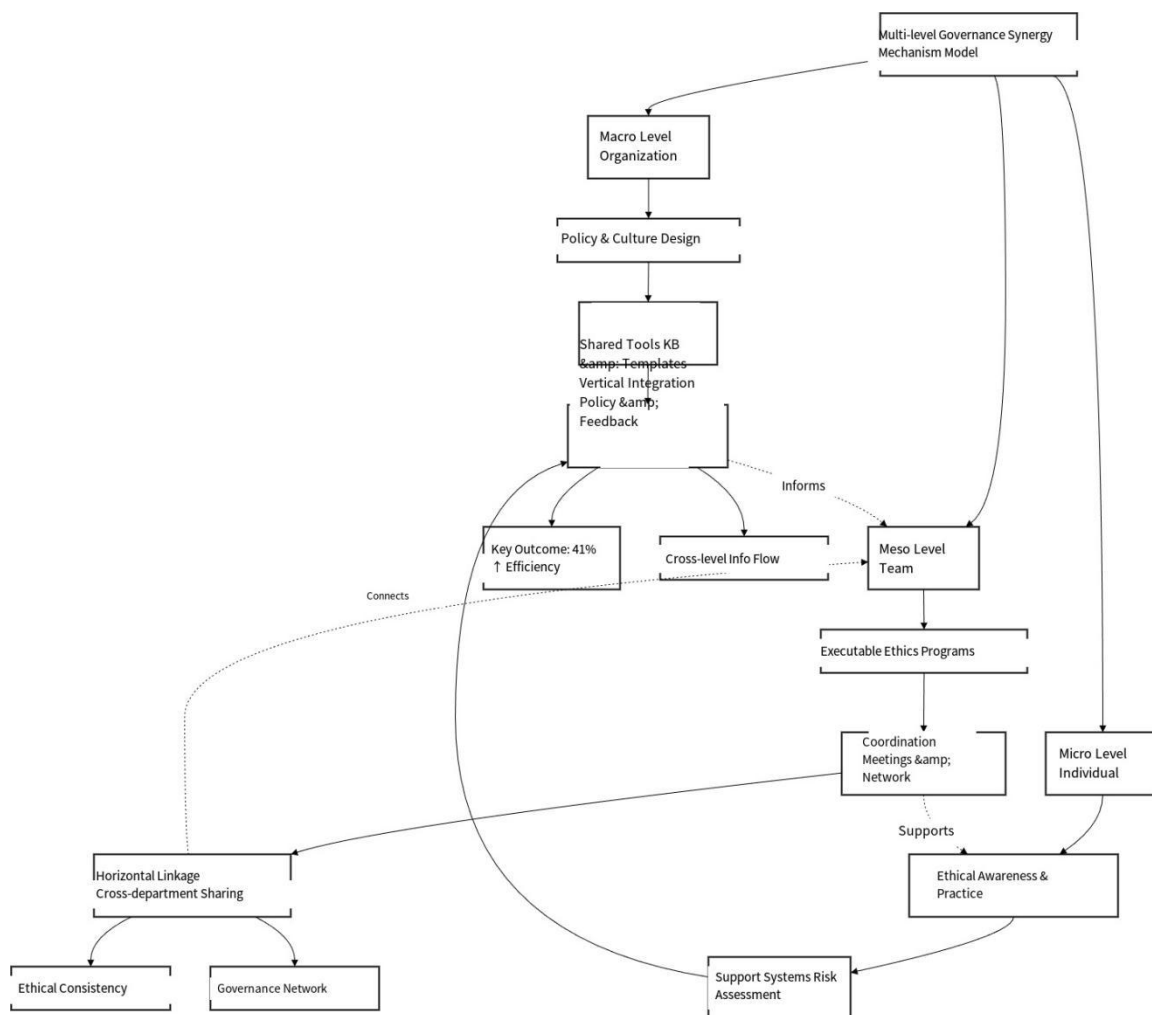 Multi-level Governance Synergy
Mechanism Model
Macro Level
Organization
Policy & Culture Design
Shared Tools KB
&amp; Templates
Vertical Integration
Policy &amp;
Feedback
Informs
Key Outcome: 41%
↑ Efficiency
Cross-level Info Flow
Meso Level
Team
Connects
Executable Ethics Programs
Coordination
Meetings &amp;
Network
Micro Level
Individual
Supports
Horizontal Linkage
Cross-department Sharing
Ethical Awareness &
Practice
Ethical Consistency
Governance Network
Support Systems Risk
Assessment